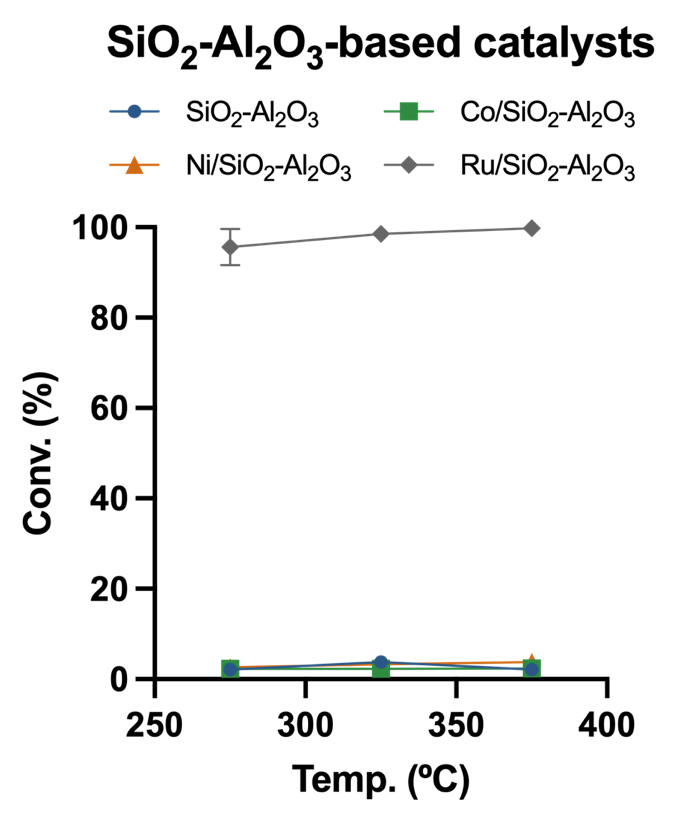 SiO₂-Al₂O₃-based catalysts
SiO₂-Al₂O₃
Co/SiO₂-Al₂O₃
Ni/SiO₂-Al₂O₃
Ru/SiO₂-Al₂O₃
100
80
60
40
20
0
Conv. (%)
250 300 350 400
Temp. (ºC)